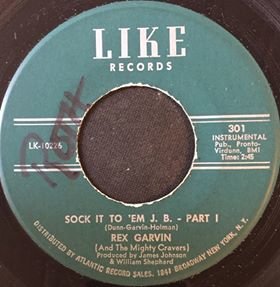 LIKE
RECORDS
LK-10226
301
INSTRUMENTAL
Pub., Pronto-
Virdunn, BMI
Time: 2:45
SOCK IT TO 'EM J. B. - PART I
(Dunn-Garvin-Holman)
REX GARVIN
(And The Mighty Cravers)
Produced by James Johnson
& William Shephard
DISTRIBUTED BY ATLANTIC RECORD SALES. 1841 BROADWAY NEW YORK, N.Y.